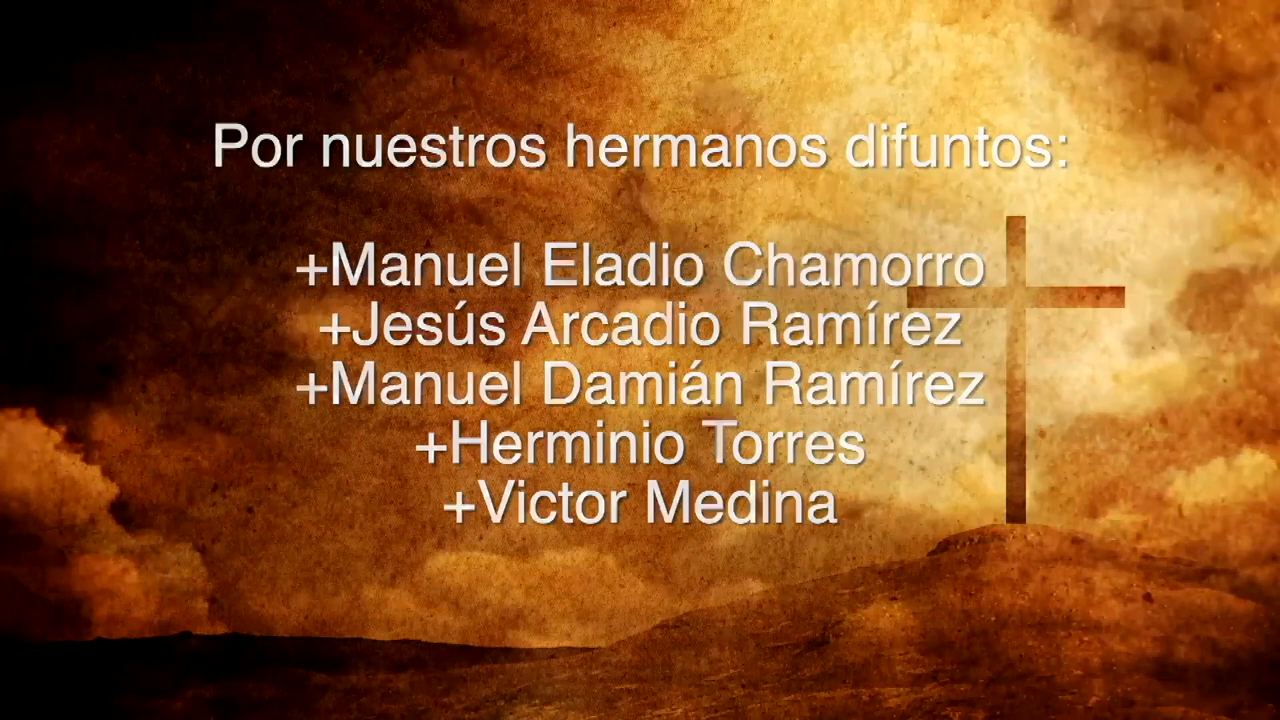 Por nuestros hermanos difuntos:
+Manuel Eladio Chamorro
+Jesús Arcadio Ramírez
+Manuel Damián Ramírez
+Herminio Torres
+Victor Medina